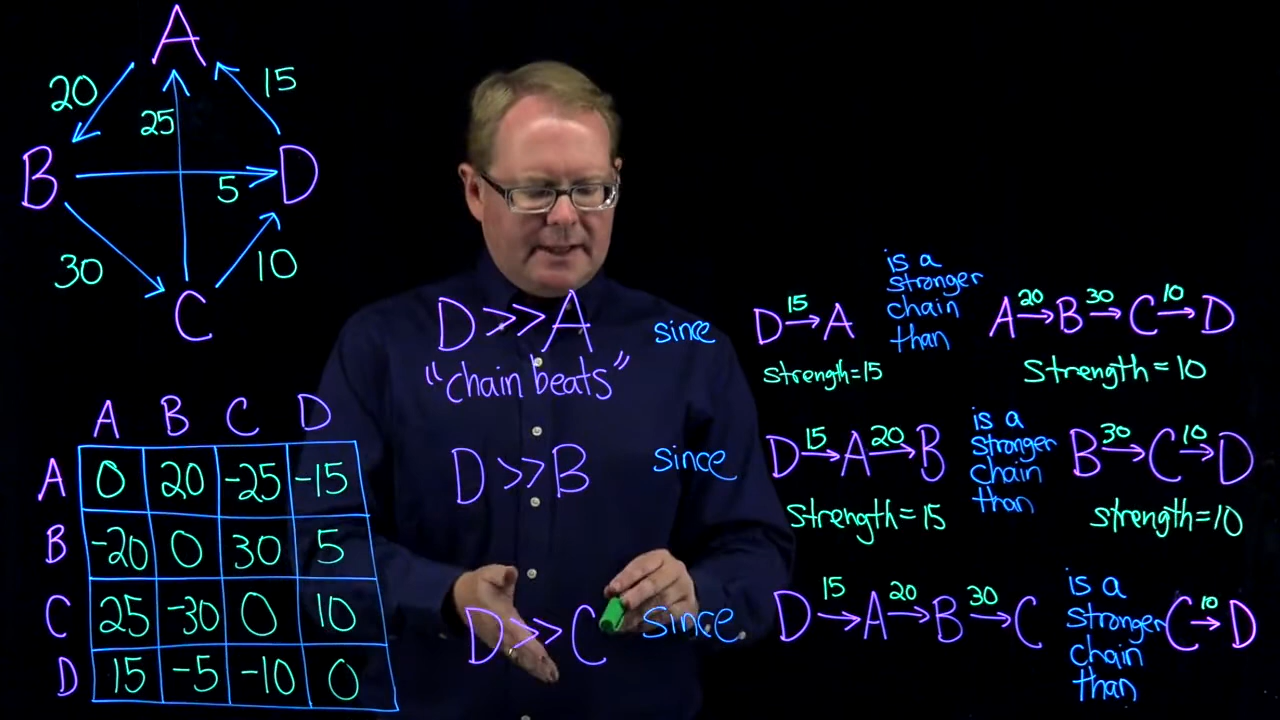 A
20
15
25
B
5
D
30
10
C
D >> A
"chain beats"
since
15
D → A
strength=15
is a
stronger
chain
than
20 30 10
A → B → C → D
strength=10
D >> B
since
15 20
D → A → B
strength=15
is a
stronger
chain
than
30 10
B → C → D
strength=10
D >> C
since
15 20 30
D → A → B → C
is a
stronger
chain
than
10
C → D
A B C D
A 0 20 -25 -15
B -20 0 30 5
C 25 -30 0 10
D 15 -5 -10 0